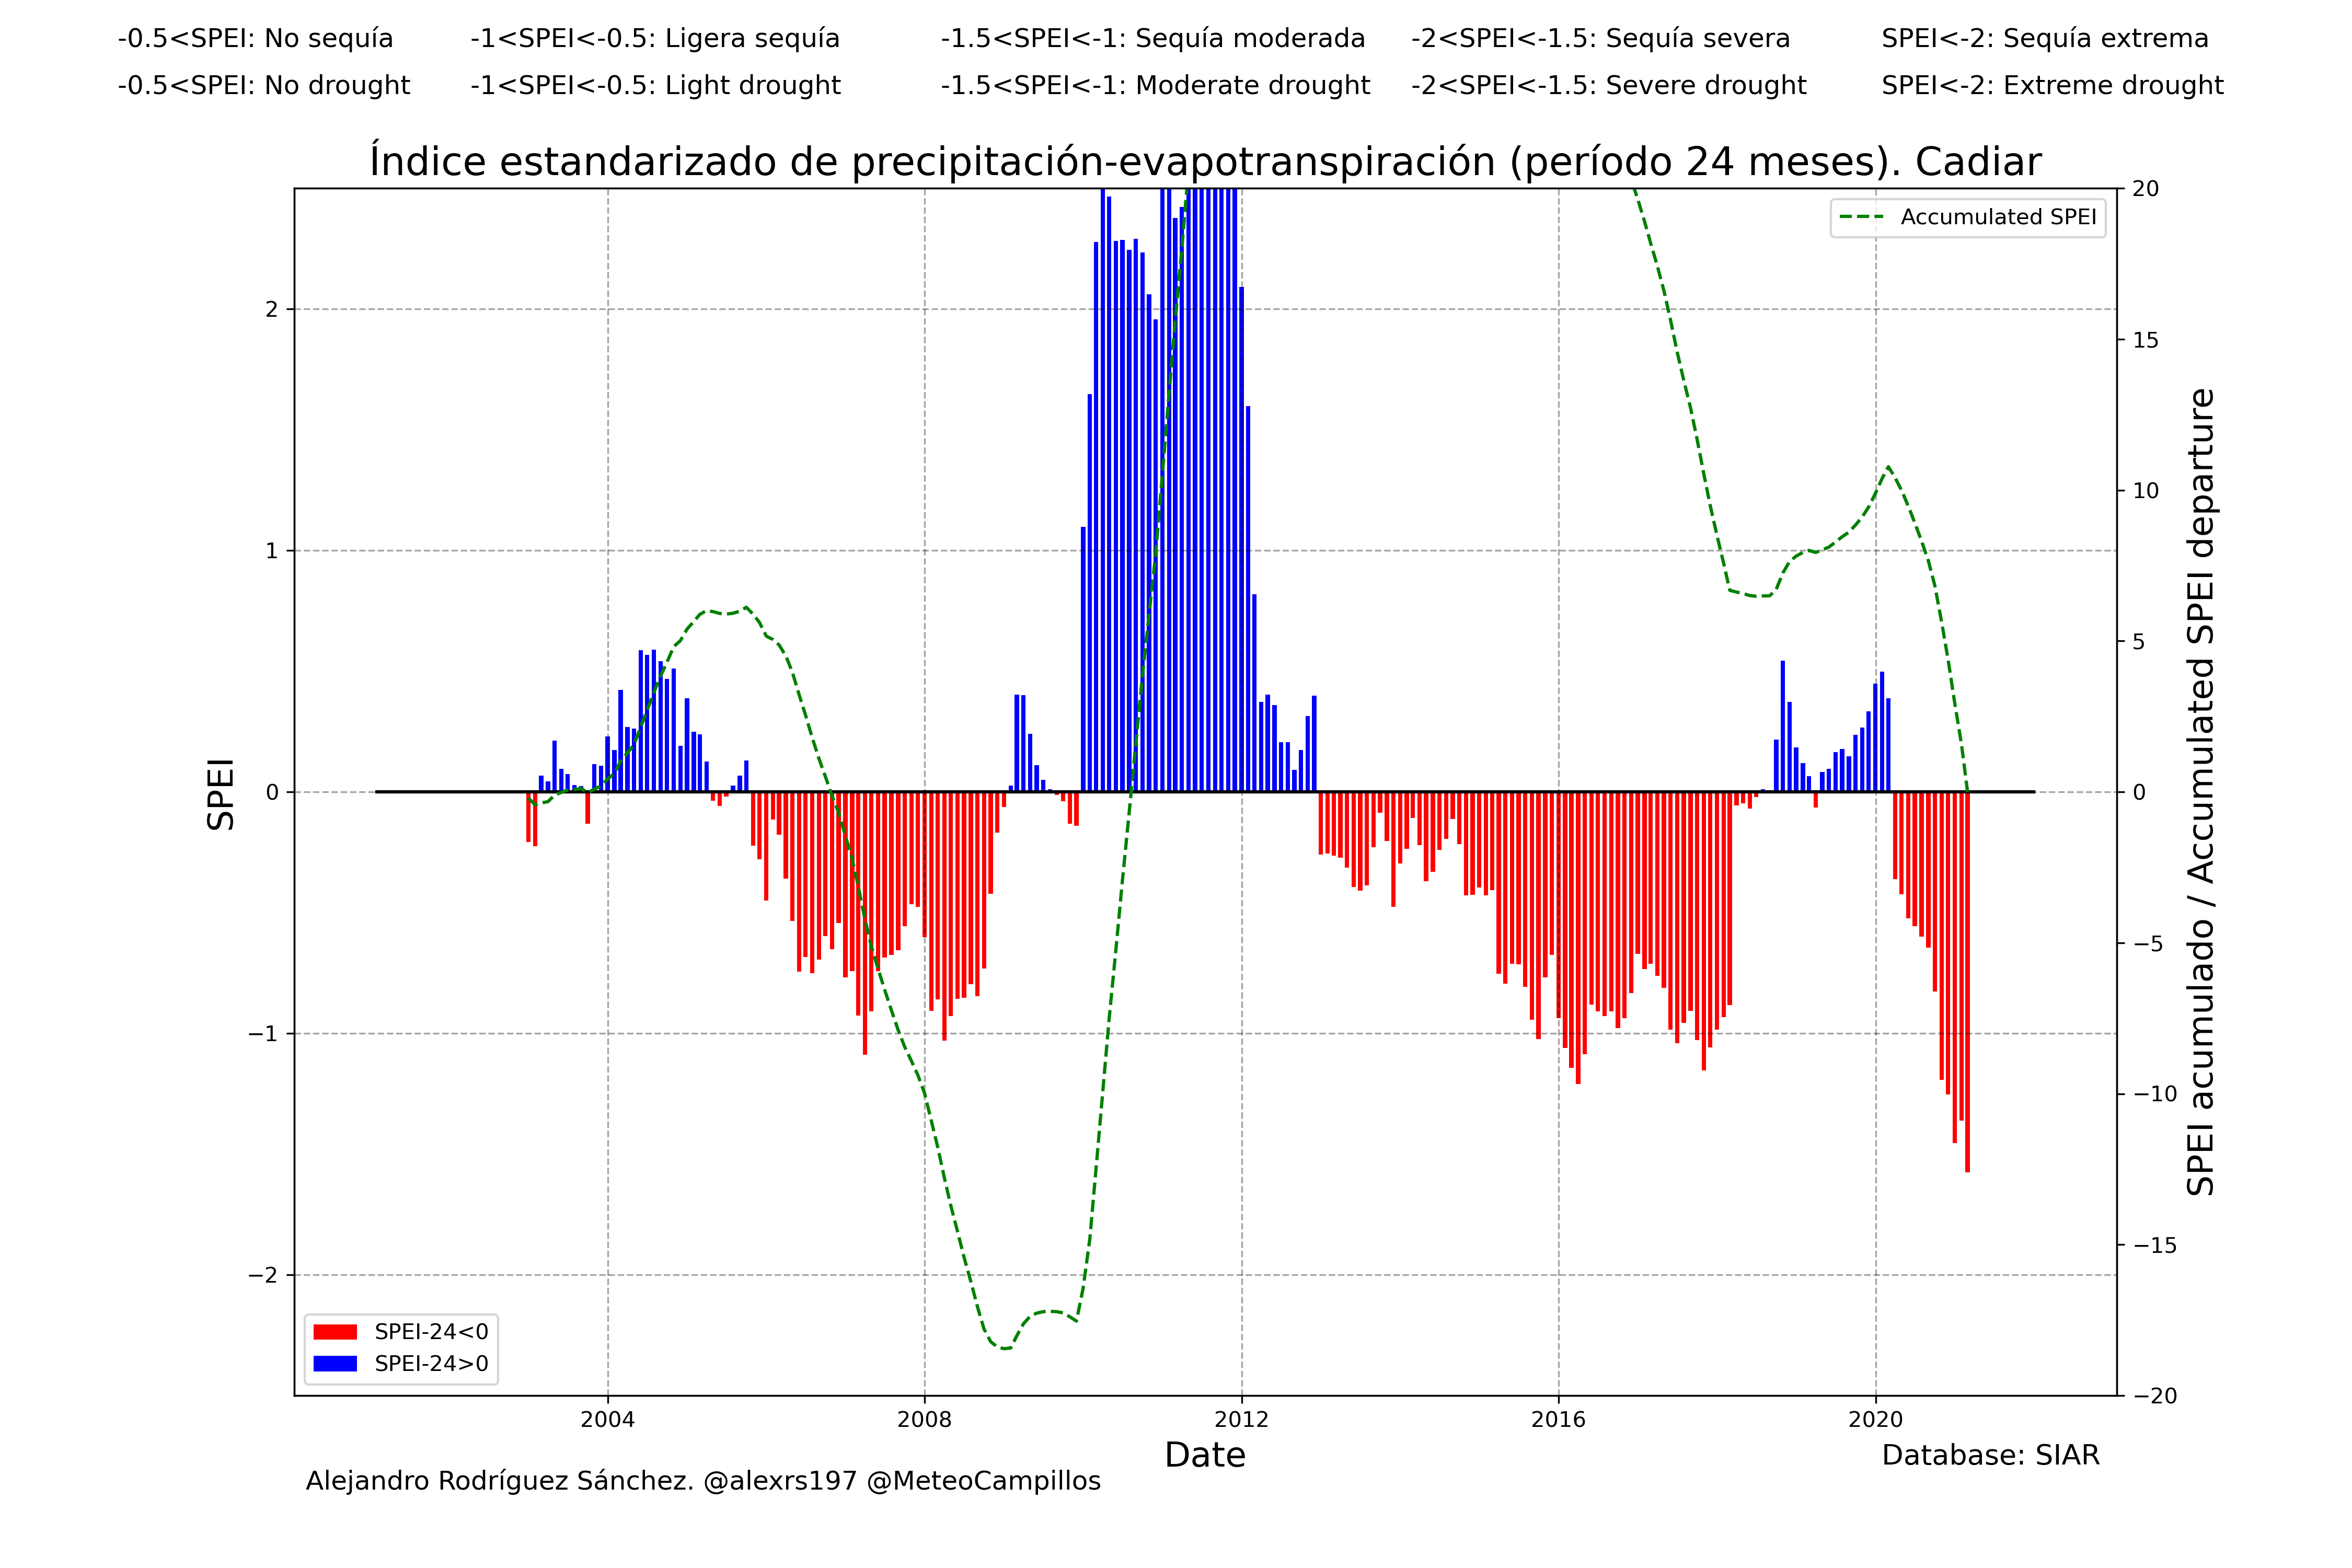 -0.5<SPEI: No sequía -1<SPEI<-0.5: Ligera sequía -1.5<SPEI<-1: Sequía moderada -2<SPEI<-1.5: Sequía severa SPEI<-2: Sequía extrema
-0.5<SPEI: No drought -1<SPEI<-0.5: Light drought -1.5<SPEI<-1: Moderate drought -2<SPEI<-1.5: Severe drought SPEI<-2: Extreme drought
Índice estandarizado de precipitación-evapotranspiración (período 24 meses). Cadiar
Accumulated SPEI
SPEI
2
1
0
−1
−2
20
15
10
5
0
−5
−10
−15
−20
SPEI acumulado / Accumulated SPEI departure
SPEI-24<0
SPEI-24>0
2004 2008 2012 2016 2020
Date
Database: SIAR
Alejandro Rodríguez Sánchez. @alexrs197 @MeteoCampillos